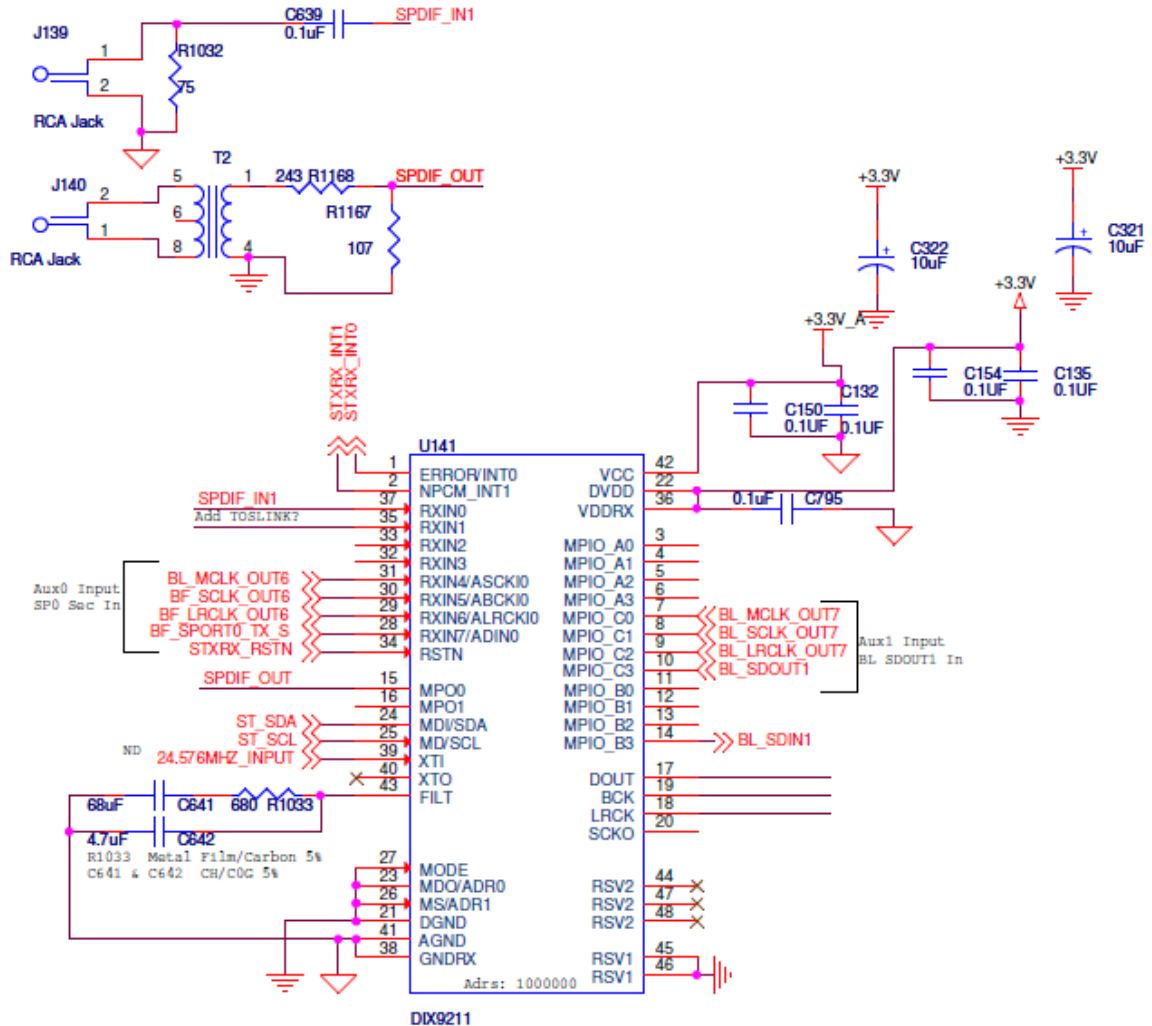 C639
0.1uF
SPDIF_IN1
J139
1
2
R1032
75
RCA Jack
T2
J140
2
1
5
6
8
1
4
243 R1168
SPDIF_OUT
R1167
107
RCA Jack
+3.3V
C322
10uF
+3.3V
C321
10uF
+3.3V_A
+3.3V
C154
0.1UF
C135
0.1UF
C150
0.1UF
C132
0.1UF
STXRX_INT1
STXRX_INT0
U141
1 ERROR/INT0
2 NPCM_INT1
SPDIF_IN1 37 RXIN0
Add TOSLINK? 35 RXIN1
33 RXIN2
32 RXIN3
Aux0 Input
SP0 Sec In
BL_MCLK_OUT6 31 RXIN4/ASCKI0
BF_SCLK_OUT6 30 RXIN5/ABCKI0
BF_LRCLK_OUT6 29 RXIN6/ALRCKI0
BF_SPORT0_TX_S 28 RXIN7/ADIN0
STXRX_RSTN 34 RSTN
SPDIF_OUT 15 MPO0
16 MPO1
ST_SDA 24 MDI/SDA
ST_SCL 25 MD/SCL
ND
24.576MHZ_INPUT 39 XTI
40 XTO
43 FILT
68uF C641 680 R1033
4.7uF C642
R1033 Metal Film/Carbon 5%
C641 & C642 CH/C0G 5%
27 MODE
23 MDO/ADR0
26 MS/ADR1
21 DGND
41 AGND
38 GNDRX
VCC 42
DVDD 22
VDDRX 36
0.1uF C795
MPIO_A0 3
MPIO_A1 4
MPIO_A2 5
MPIO_A3 6
MPIO_C0 7 BL_MCLK_OUT7
MPIO_C1 8 BL_SCLK_OUT7
MPIO_C2 9 BL_LRCLK_OUT7
MPIO_C3 10 BL_SDOUT1
Aux1 Input
BL SDOUT1 In
MPIO_B0 11
MPIO_B1 12
MPIO_B2 13
MPIO_B3 14 BL_SDIN1
DOUT 17
BCK 19
LRCK 18
SCKO 20
RSV2 44
RSV2 47
RSV2 48
RSV1 45
RSV1 46
Adrs: 1000000
DIX9211